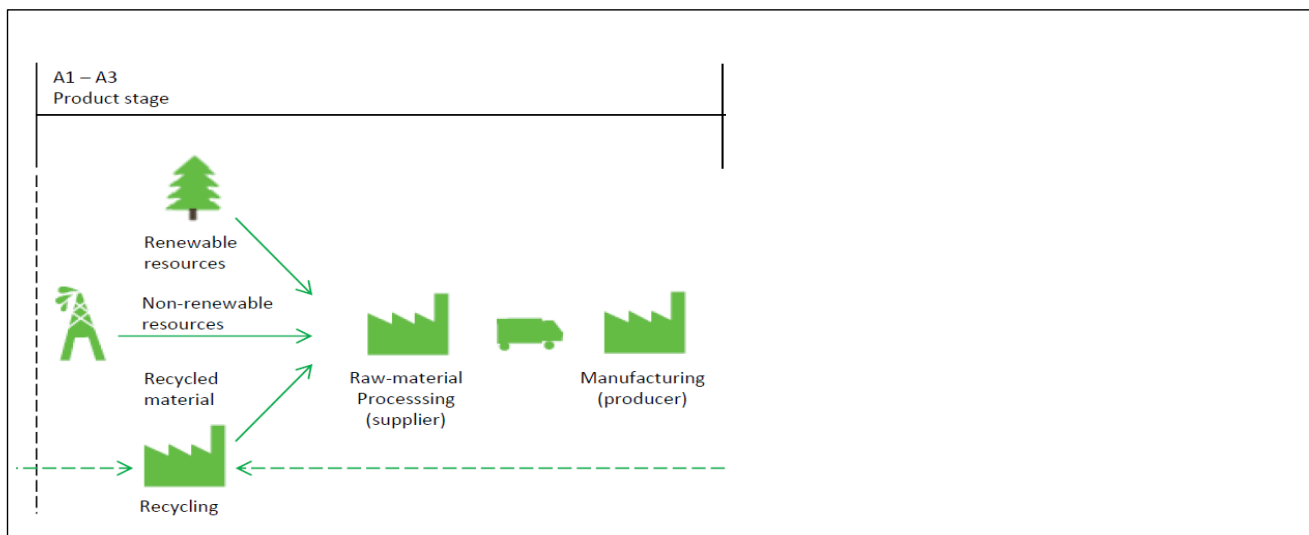 A1 – A3
Product stage
Renewable
resources
Non-renewable
resources
Recycled
material
Raw-material
Processsing
(supplier)
Manufacturing
(producer)
Recycling